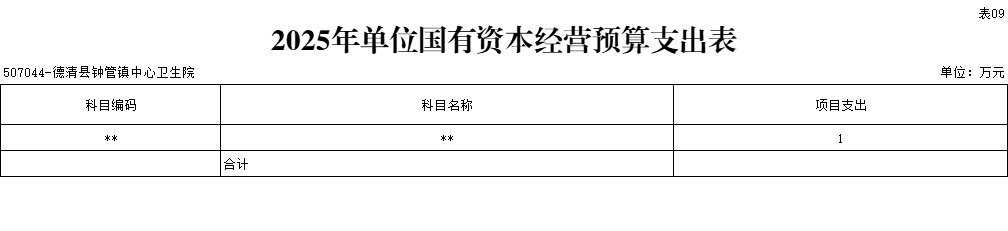 表09
2025年单位国有资本经营预算支出表
507044-德清县钟管镇中心卫生院 单位：万元
科目编码 科目名称 项目支出
** ** 1
合计